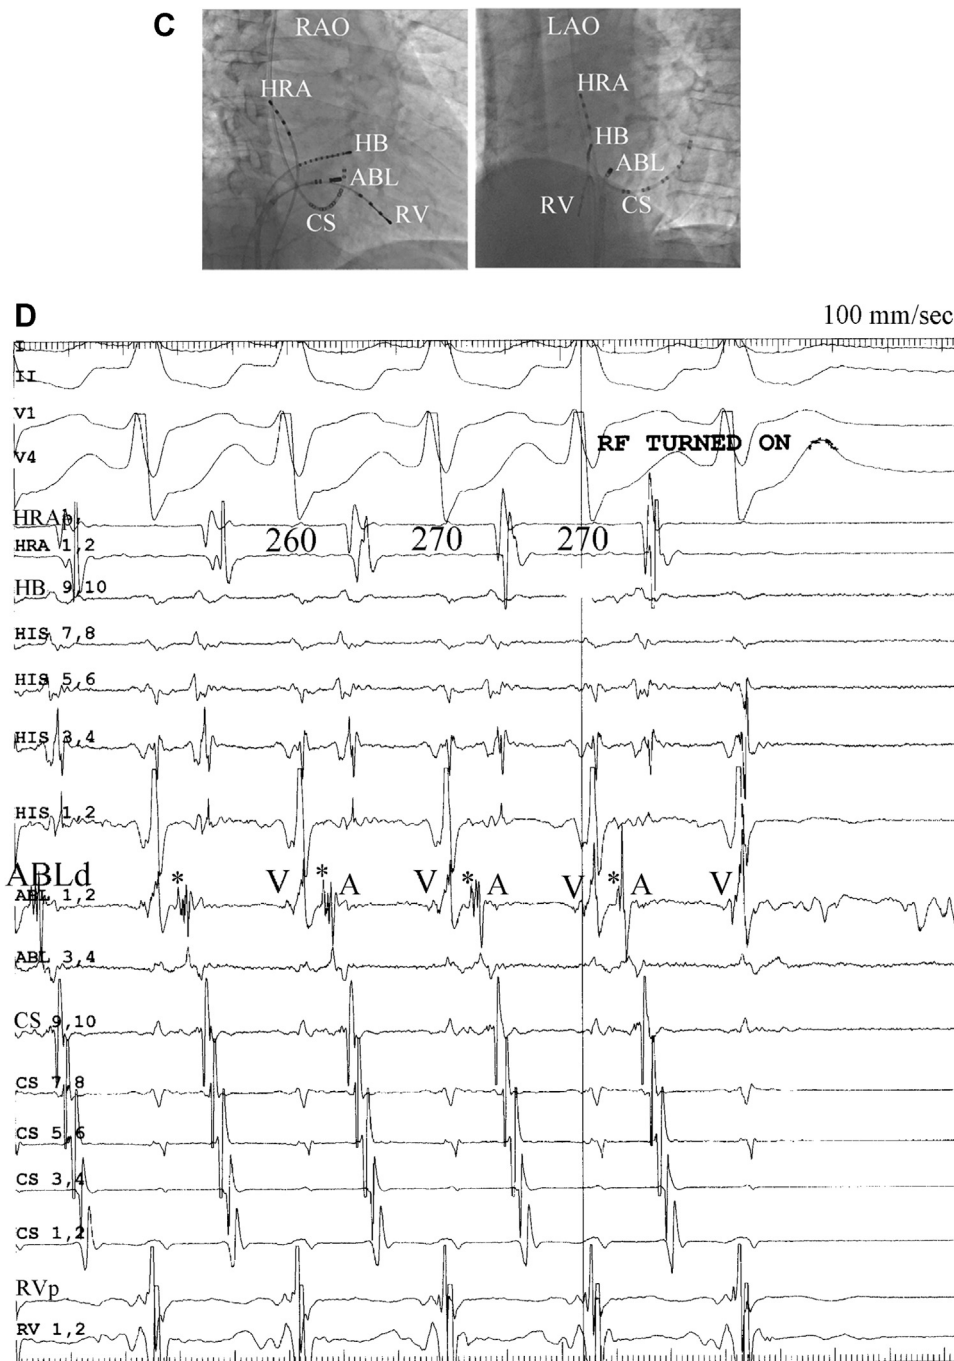 C
RAO
HRA
HB
ABL
CS
RV
LAO
HRA
HB
ABL
RV
CS
D
100 mm/sec
I
II
V1
V4
RF TURNED ON
HRAp
HRA 1,2
260 270 270
HB 9,10
HIS 7,8
HIS 5,6
HIS 3,4
HIS 1,2
ABLd
* * * *
V A V A V A V
ABL 1,2
ABL 3,4
CS 9,10
CS 7,8
CS 5,6
CS 3,4
CS 1,2
RVp
RV 1,2